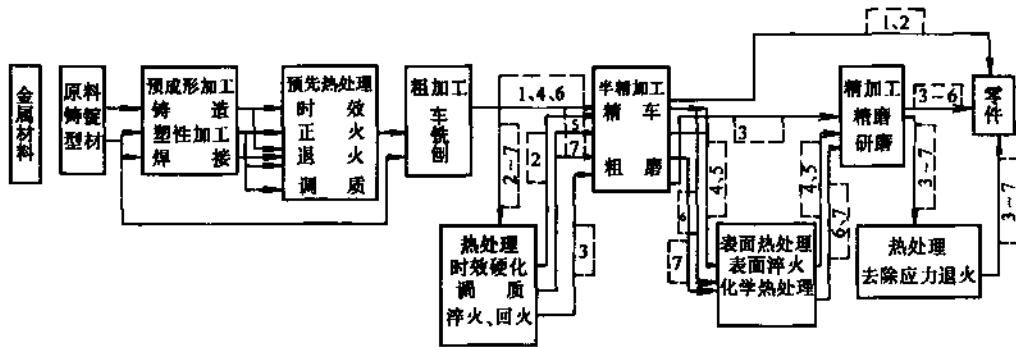 金属材料
原料
铸锭
型材
预成形加工
铸 造
塑性加工
焊 接
预先热处理
时 效
正 火
退 火
调 质
粗加工
车
铣
刨
1、4、6
5
7
2
2~7
热处理
时效硬化
调 质
淬火、回火
3
半精加工
精 车
粗 磨
1、2
3
4、5
6
7
表面热处理
表面淬火
化学热处理
4、5
6、7
精加工
精磨
研磨
3~6
3~7
热处理
去除应力退火
3~7
零件